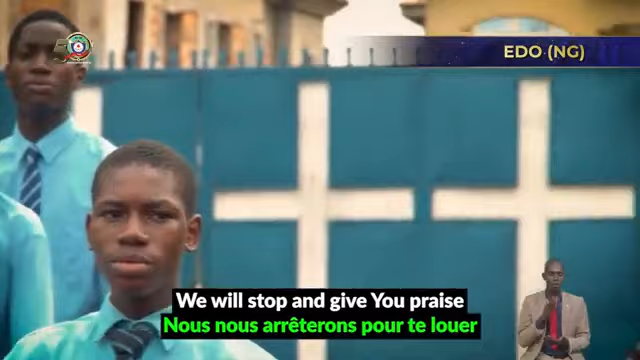 EDO (NG)
We will stop and give You praise
Nous nous arrêterons pour te louer